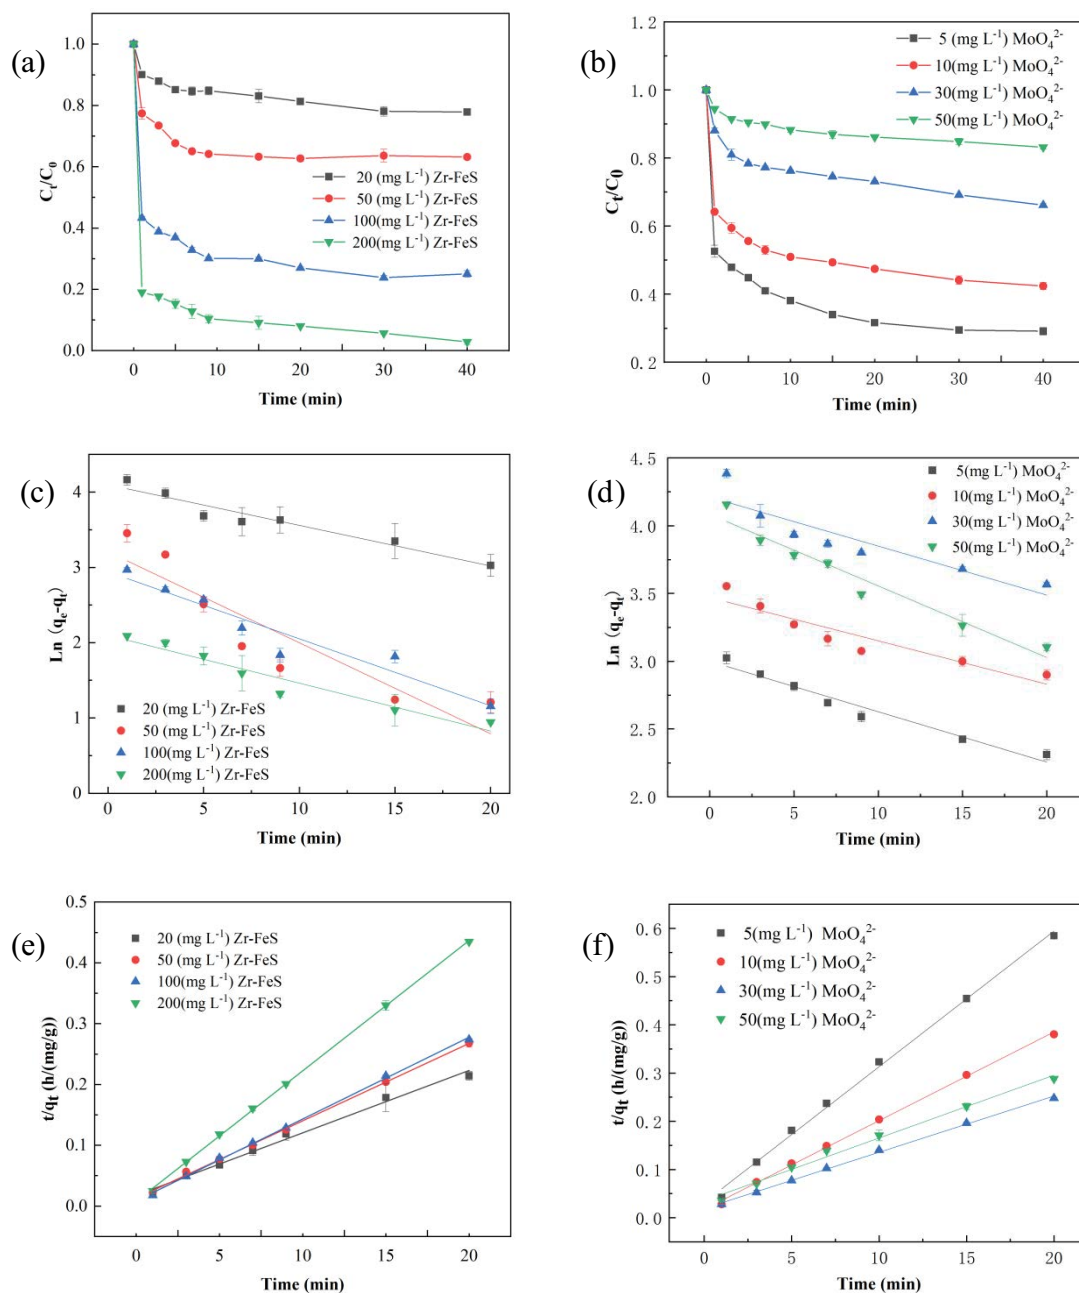 (a)
1.0
0.8
0.6
0.4
0.2
0.0
C_t/C_0
20 (mg L⁻¹) Zr-FeS
50 (mg L⁻¹) Zr-FeS
100(mg L⁻¹) Zr-FeS
200(mg L⁻¹) Zr-FeS
0 10 20 30 40
Time (min)
(b)
1.2
1.0
0.8
0.6
0.4
0.2
C_t/C_0
5 (mg L⁻¹) MoO₄²⁻
10(mg L⁻¹) MoO₄²⁻
30(mg L⁻¹) MoO₄²⁻
50(mg L⁻¹) MoO₄²⁻
0 10 20 30 40
Time (min)
(c)
4
3
2
1
0
Ln (q_e-q_t)
20 (mg L⁻¹) Zr-FeS
50 (mg L⁻¹) Zr-FeS
100(mg L⁻¹) Zr-FeS
200(mg L⁻¹) Zr-FeS
0 5 10 15 20
Time (min)
(d)
4.5
4.0
3.5
3.0
2.5
2.0
Ln (q_e-q_t)
5(mg L⁻¹) MoO₄²⁻
10(mg L⁻¹) MoO₄²⁻
30(mg L⁻¹) MoO₄²⁻
50(mg L⁻¹) MoO₄²⁻
0 5 10 15 20
Time (min)
(e)
0.5
0.4
0.3
0.2
0.1
0.0
t/q_t (h/(mg/g))
20 (mg L⁻¹) Zr-FeS
50 (mg L⁻¹) Zr-FeS
100(mg L⁻¹) Zr-FeS
200(mg L⁻¹) Zr-FeS
0 5 10 15 20
Time (min)
(f)
0.6
0.5
0.4
0.3
0.2
0.1
0.0
t/q_t (h/(mg/g))
5(mg L⁻¹) MoO₄²⁻
10(mg L⁻¹) MoO₄²⁻
30(mg L⁻¹) MoO₄²⁻
50(mg L⁻¹) MoO₄²⁻
0 5 10 15 20
Time (min)